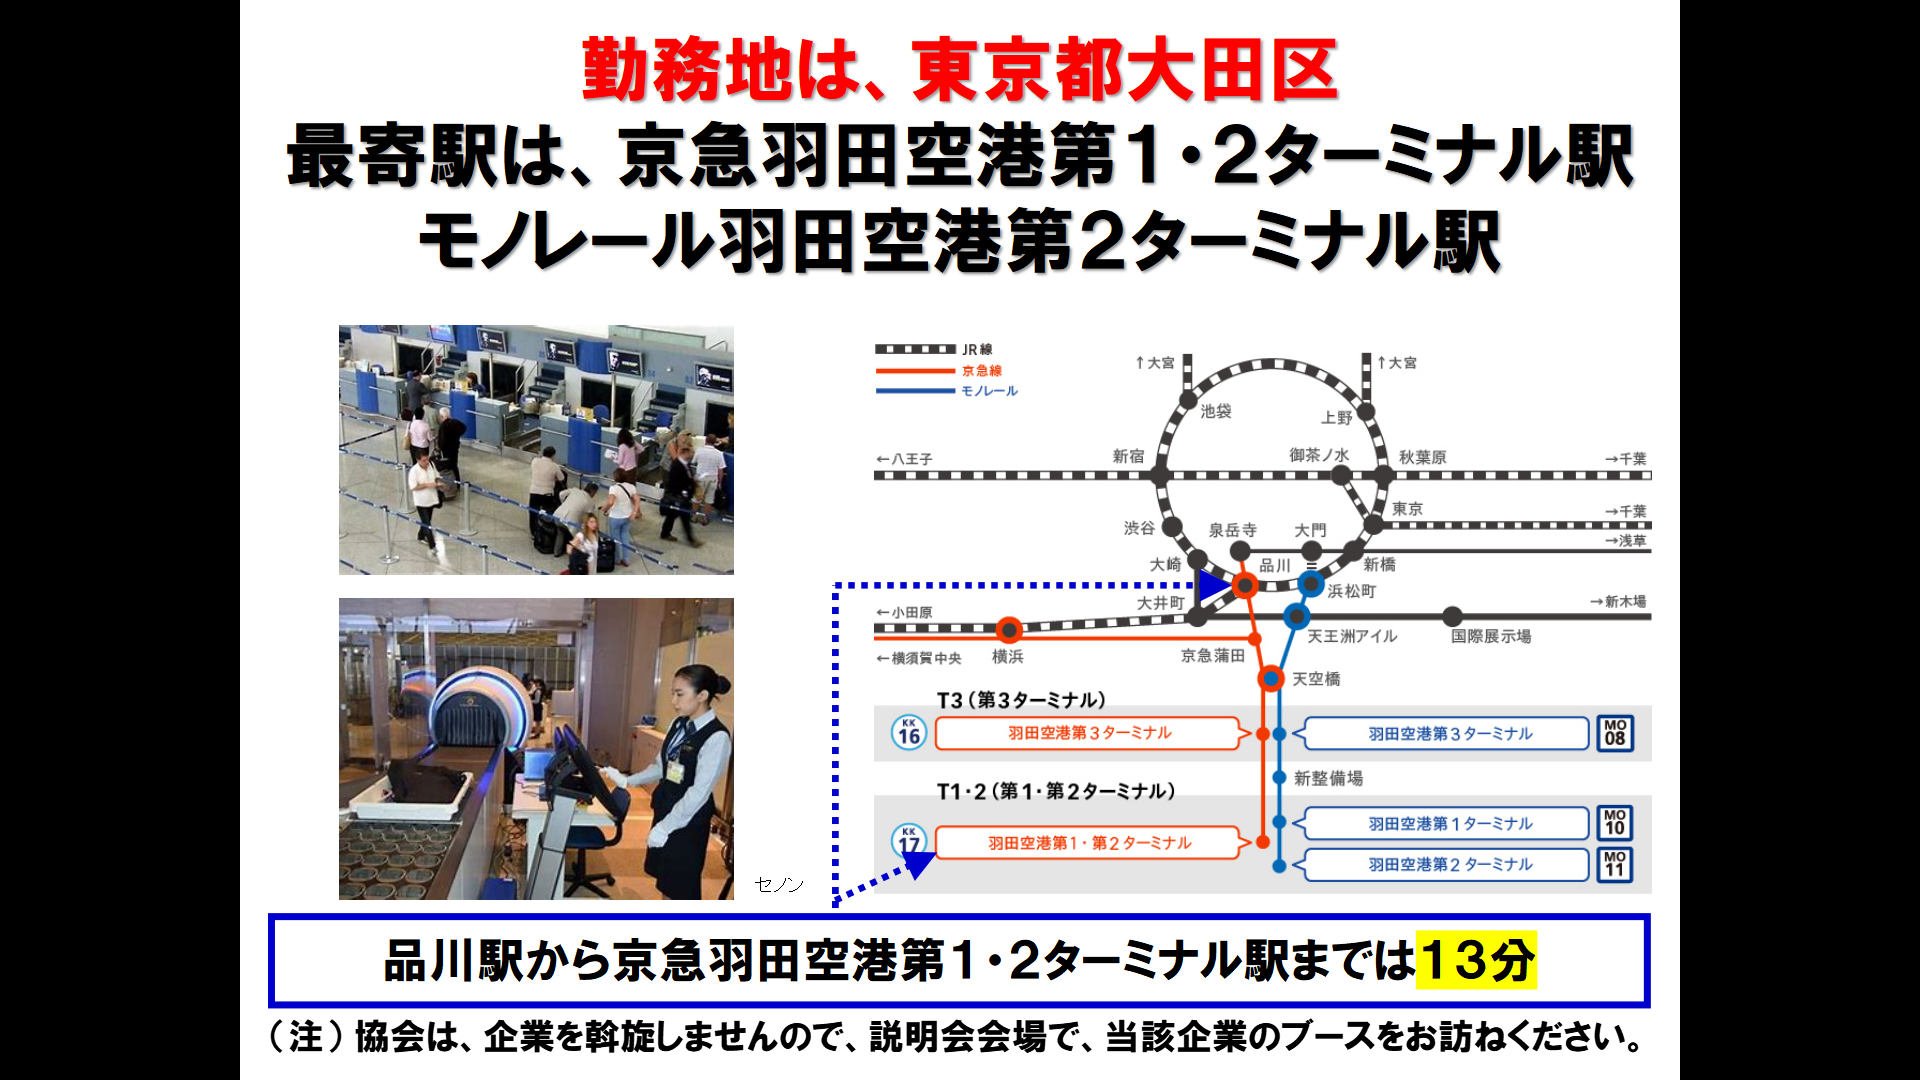 勤務地は、東京都大田区
最寄駅は、京急羽田空港第１・２ターミナル駅
モノレール羽田空港第２ターミナル駅
JR線
京急線
モノレール
↑大宮
↑大宮
池袋
上野
←八王子
新宿
御茶ノ水
秋葉原
→千葉
渋谷
泉岳寺
大門
東京
→千葉
→浅草
大崎
品川
新橋
←小田原
大井町
浜松町
→新木場
天王洲アイル
国際展示場
←横須賀中央
横浜
京急蒲田
天空橋
T3（第3ターミナル）
KK
16
羽田空港第3ターミナル
羽田空港第3ターミナル
MO
08
新整備場
T1・2（第1・第2ターミナル）
KK
17
羽田空港第1・第2ターミナル
羽田空港第1ターミナル
MO
10
羽田空港第2ターミナル
MO
11
セノン
品川駅から京急羽田空港第１・２ターミナル駅までは１３分
（注）協会は、企業を斡旋しませんので、説明会会場で、当該企業のブースをお訪ねください。